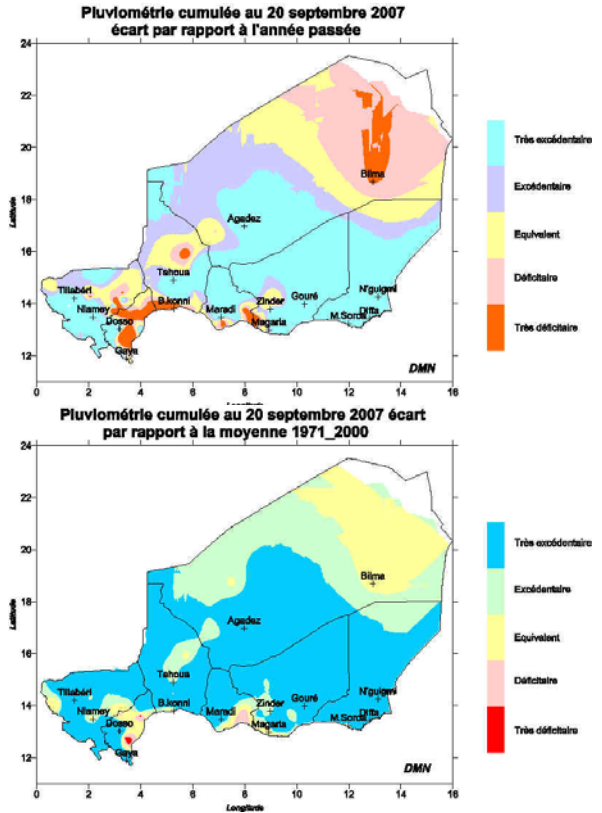 Pluviométrie cumulée au 20 septembre 2007
écart par rapport à l'année passée
24
22
20
18
16
14
12
Latitude
Bilma
Agadez
Tahoua
Tillabéri
Niamey
Dosso
Gaya
B.konni
Maradi
Zinder
Magaria
Gouré
N'guigmi
M.Soroa
Diffa
DMN
0 2 4 6 8 10 12 14 16
Longitude
Très excédentaire
Excédentaire
Equivalent
Déficitaire
Très déficitaire
Pluviométrie cumulée au 20 septembre 2007 écart
par rapport à la moyenne 1971_2000
24
22
20
18
16
14
12
Latitude
Bilma
Agadez
Tahoua
Tillabéri
Niamey
Dosso
Gaya
B.konni
Maradi
Zinder
Magaria
Gouré
N'guigmi
M.Soroa
Diffa
DMN
0 2 4 6 8 10 12 14 16
Longitude
Très excédentaire
Excédentaire
Equivalent
Déficitaire
Très déficitaire